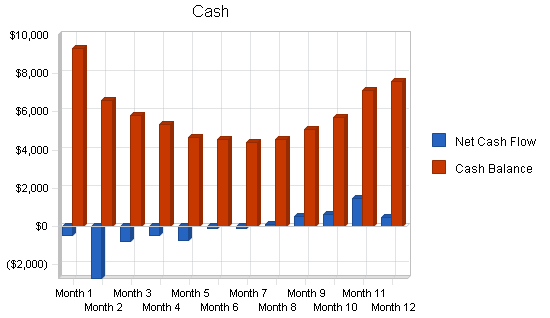 Cash
$10,000
$8,000
$6,000
$4,000
$2,000
$0
($2,000)
Net Cash Flow
Cash Balance
Month 1
Month 2
Month 3
Month 4
Month 5
Month 6
Month 7
Month 8
Month 9
Month 10
Month 11
Month 12